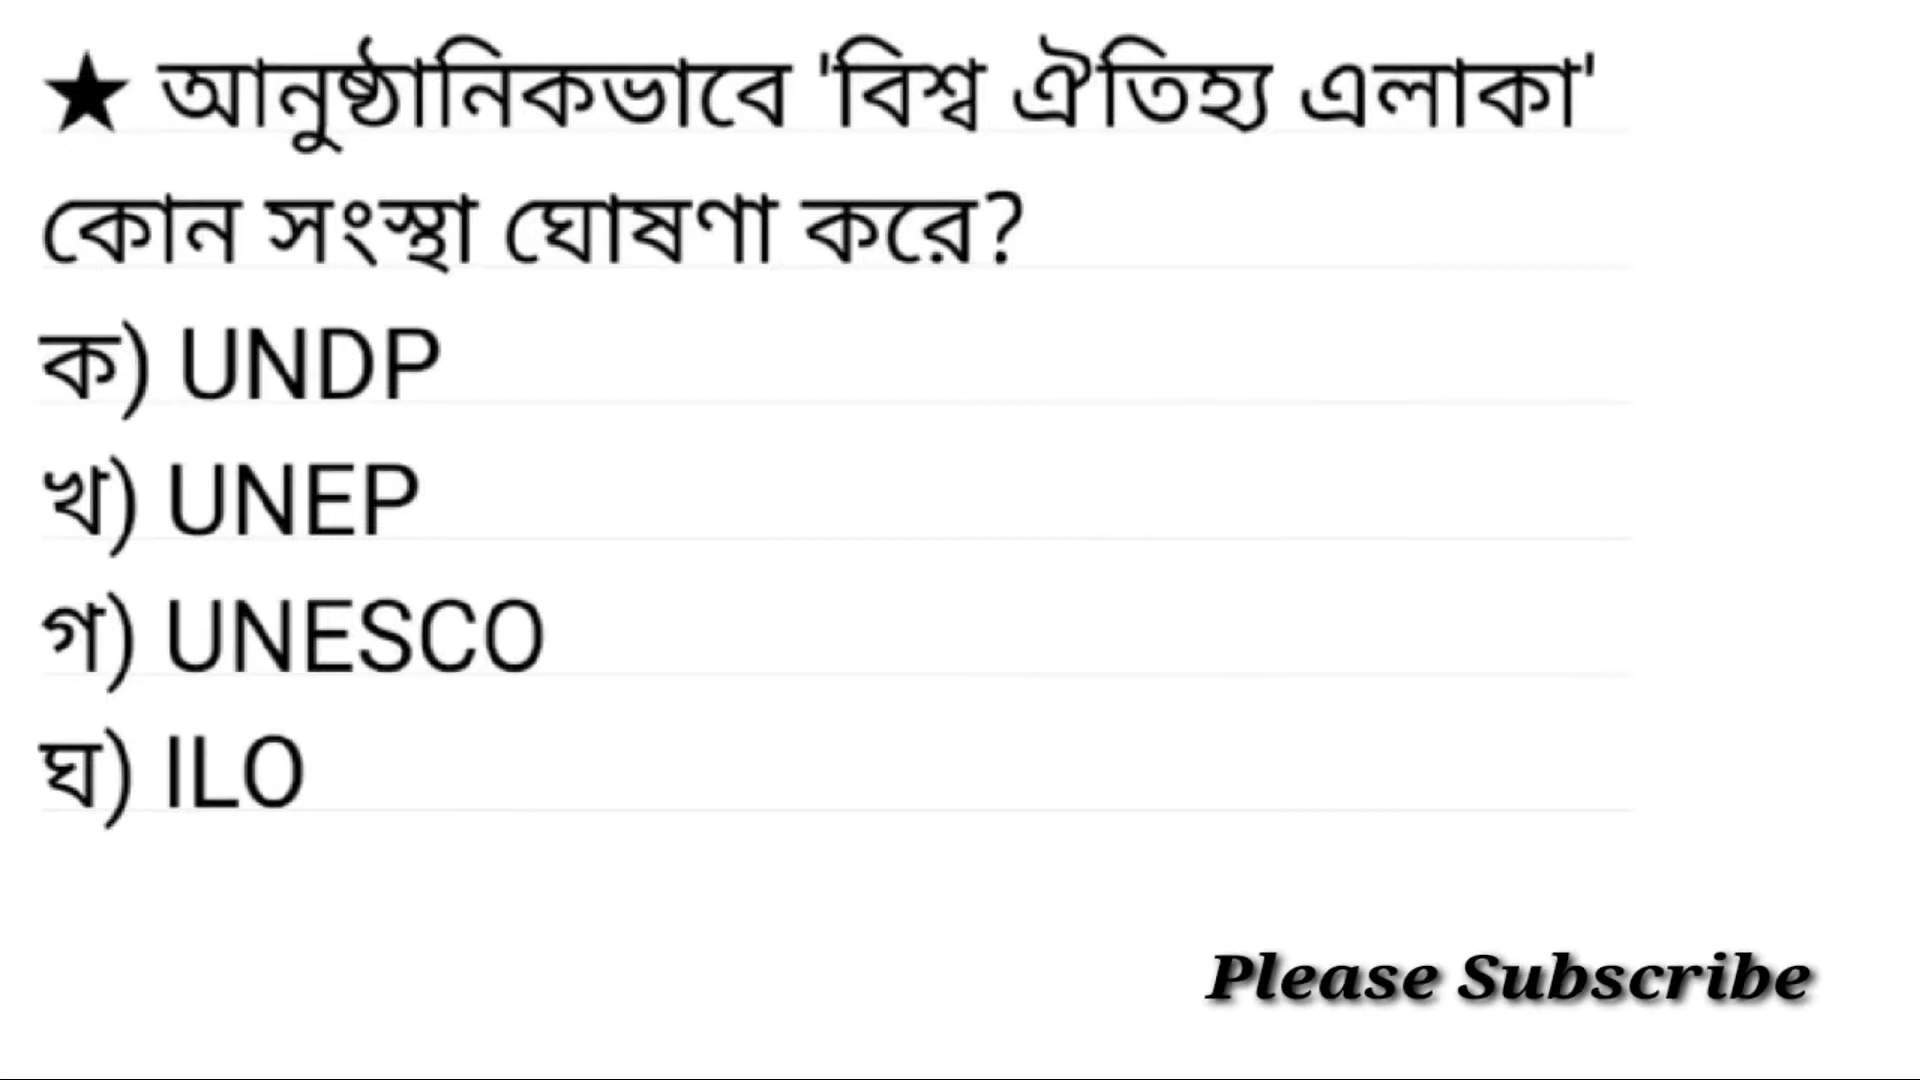 ★ আনুষ্ঠানিকভাবে 'বিশ্ব ঐতিহ্য এলাকা'
কোন সংস্থা ঘোষণা করে?
ক) UNDP
খ) UNEP
গ) UNESCO
ঘ) ILO
Please Subscribe